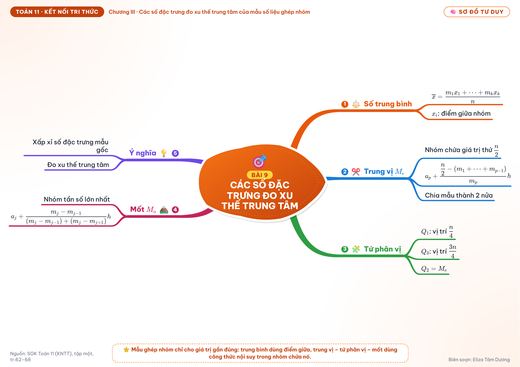 TOÁN 11 · KẾT NỐI TRI THỨC
Chương III · Các số đặc trưng đo xu thế trung tâm của mẫu số liệu ghép nhóm
SƠ ĐỒ TƯ DUY
BÀI 9
CÁC SỐ ĐẶC
TRƯNG ĐO XU
THẾ TRUNG TÂM
1 Số trung bình
x̄ = (m₁x₁ + ⋯ + mₖxₖ)/n
xᵢ: điểm giữa nhóm
2 Trung vị Mₑ
Nhóm chứa giá trị thứ n/2
aₚ + (n/2 − (m₁ + ⋯ + mₚ₋₁))/mₚ h
Chia mẫu thành 2 nửa
3 Tứ phân vị
Q₁: vị trí n/4
Q₃: vị trí 3n/4
Q₂ = Mₑ
4 Mốt Mₒ
Nhóm tần số lớn nhất
aⱼ + (mⱼ − mⱼ₋₁)/((mⱼ − mⱼ₋₁) + (mⱼ − mⱼ₊₁)) h
5 Ý nghĩa
Xấp xỉ số đặc trưng mẫu
gốc
Đo xu thế trung tâm
Mẫu ghép nhóm chỉ cho giá trị gần đúng: trung bình dùng điểm giữa, trung vị – tứ phân vị – mốt dùng
công thức nội suy trong nhóm chứa nó.
Nguồn: SGK Toán 11 (KNTT), tập một,
tr.62–68
Biên soạn: Eliza Tâm Dương